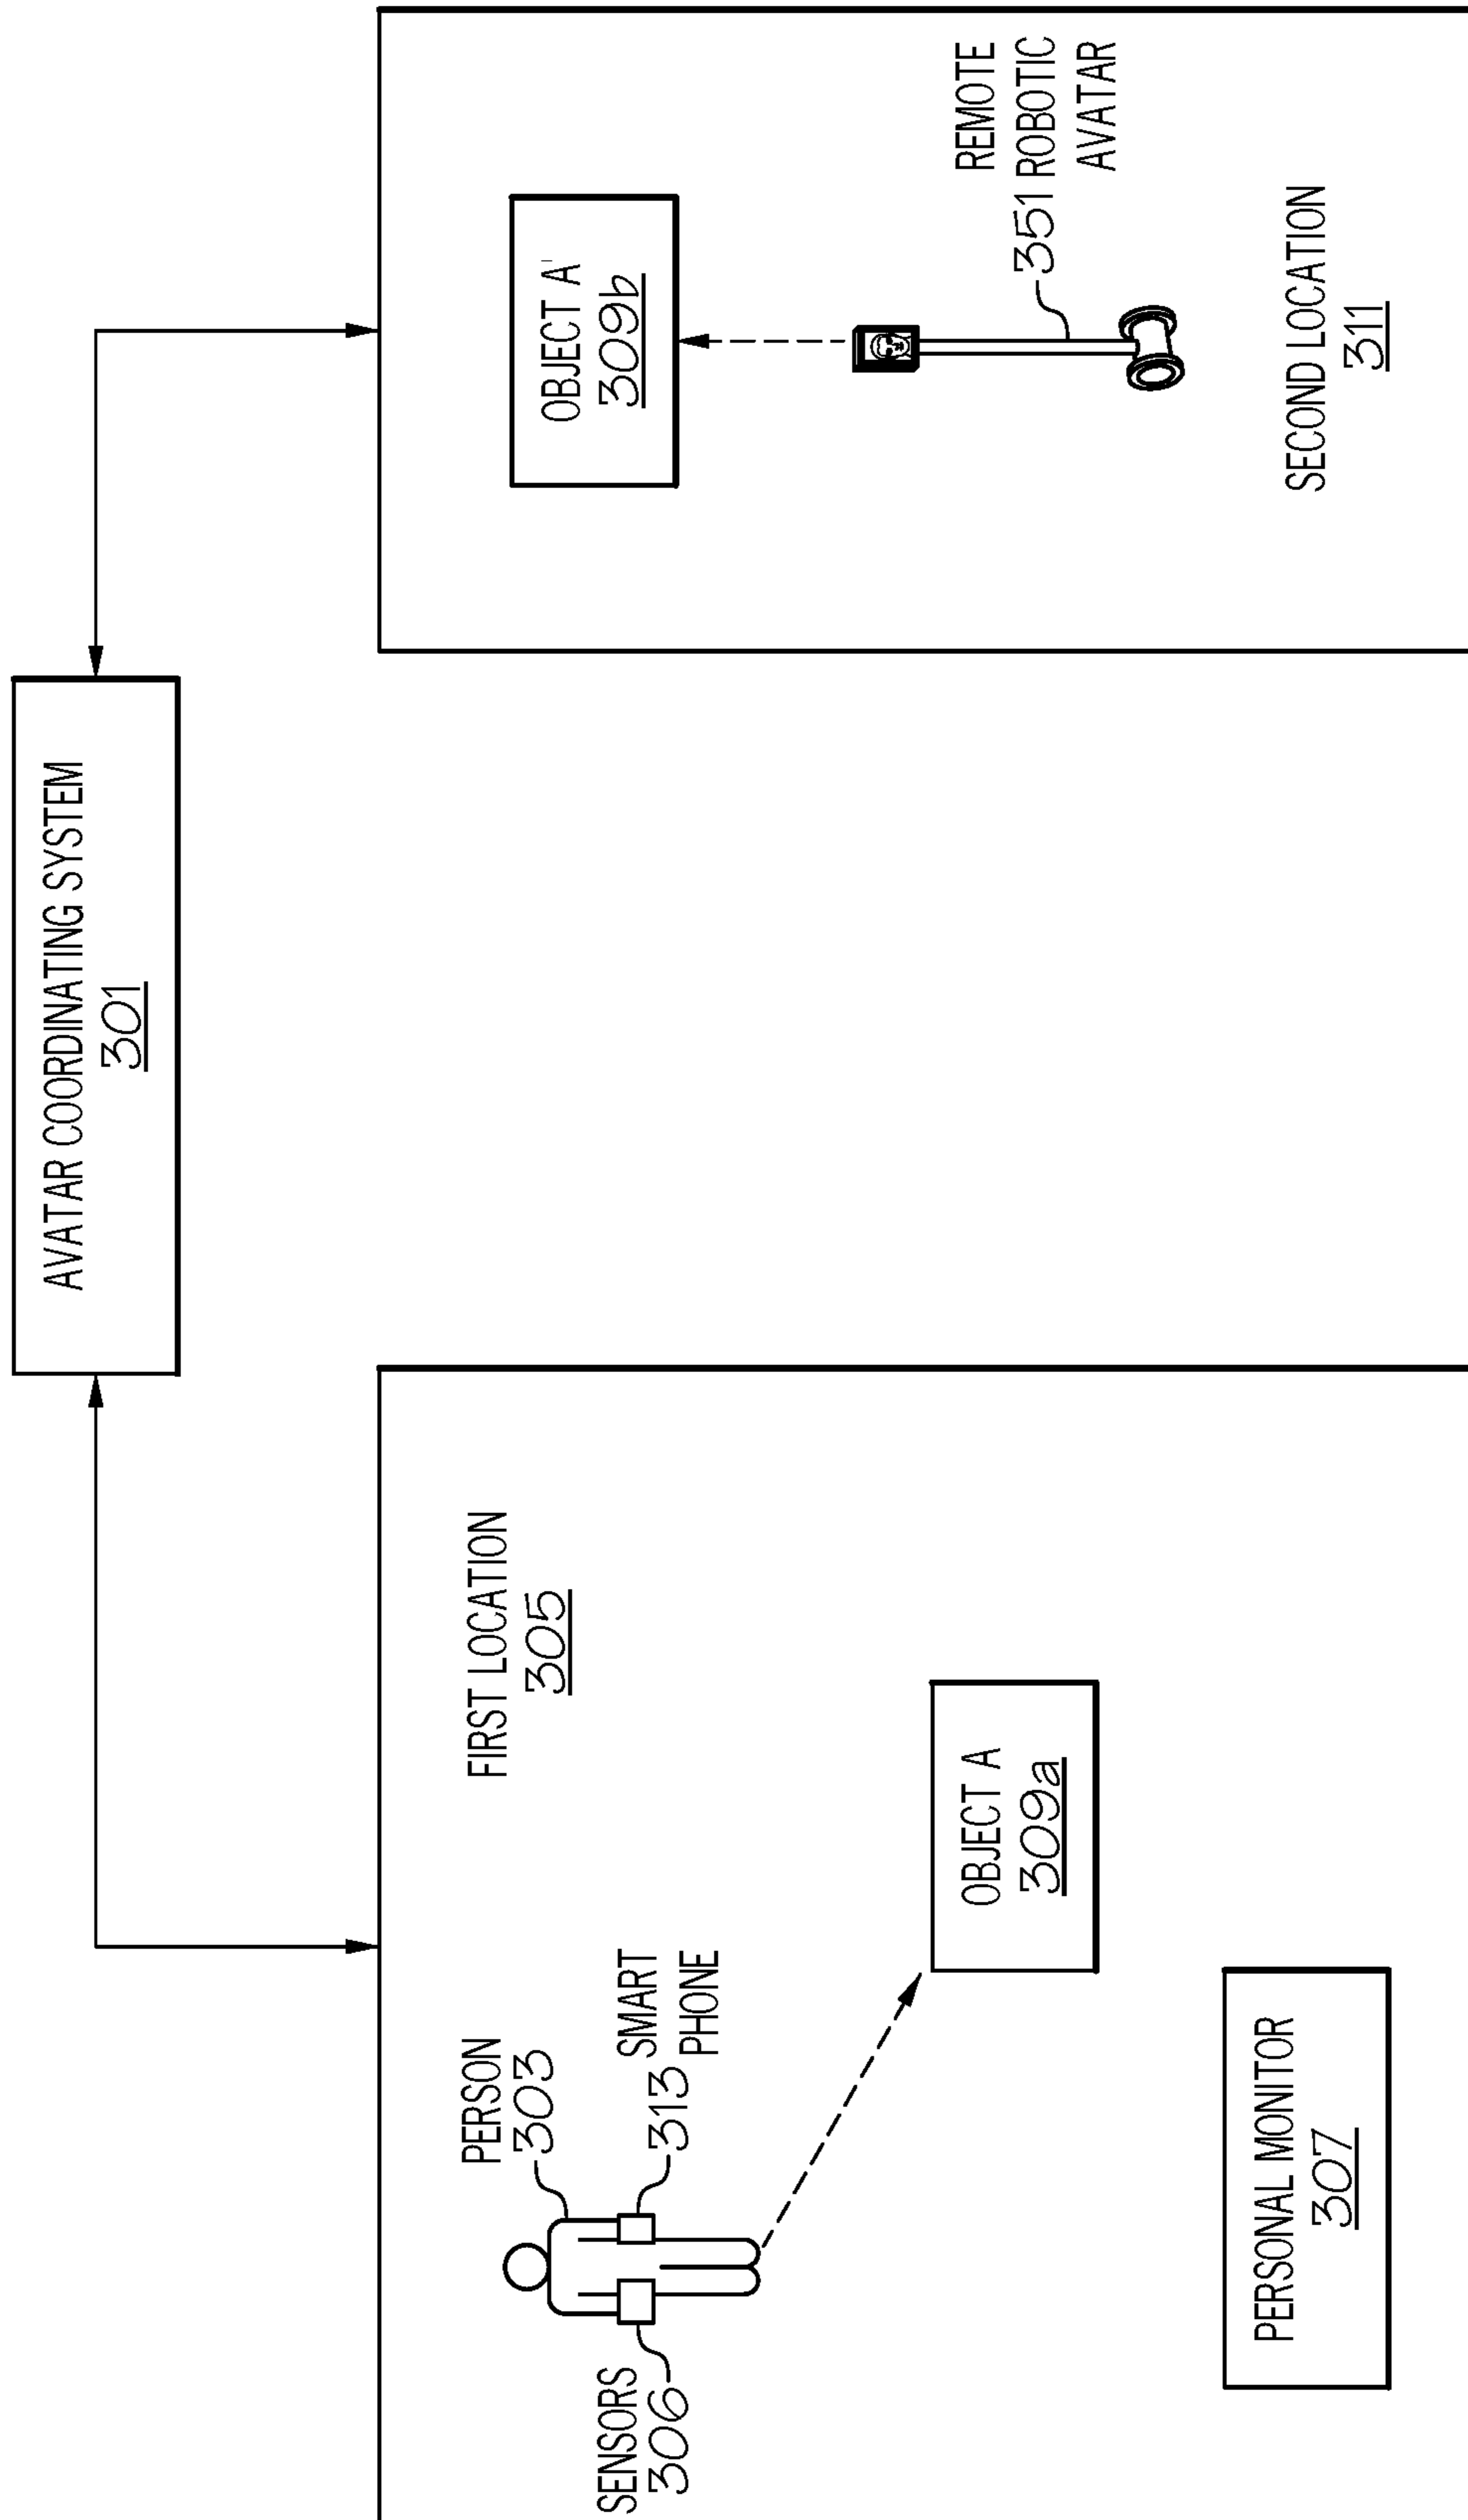 AVATAR COORDINATING SYSTEM
301
FIRST LOCATION
305
PERSON
303
SENSORS
306
SMART
313 PHONE
OBJECT A
309a
PERSONAL MONITOR
307
OBJECT A'
309b
REMOTE
351 ROBOTIC
AVATAR
SECOND LOCATION
311